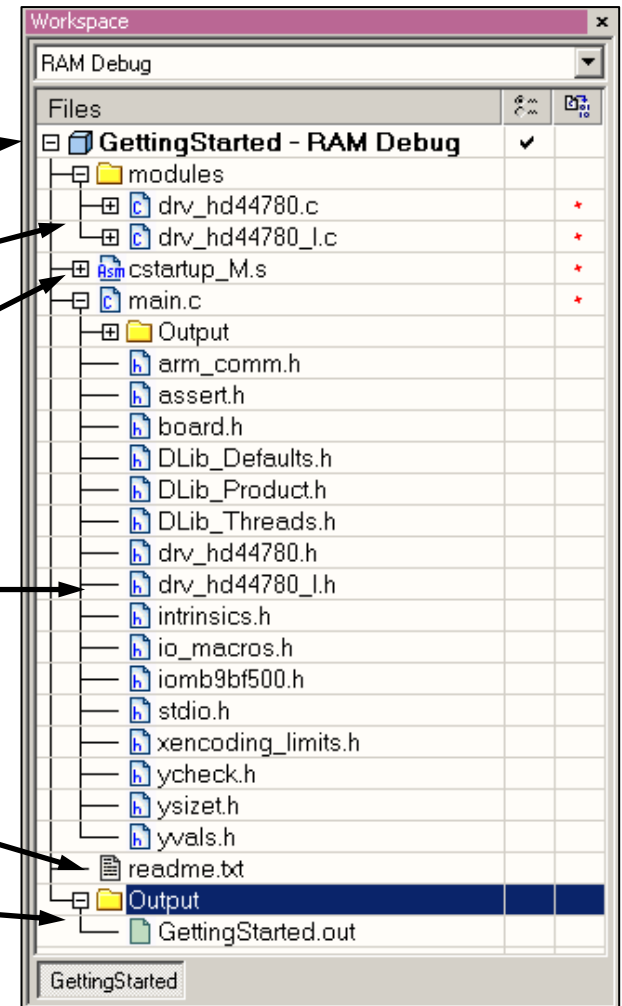 Workspace
RAM Debug
Files
GettingStarted - RAM Debug
modules
drv_hd44780.c
drv_hd44780_l.c
Asm cstartup_M.s
main.c
Output
arm_comm.h
assert.h
board.h
DLib_Defaults.h
DLib_Product.h
DLib_Threads.h
drv_hd44780.h
drv_hd44780_l.h
intrinsics.h
io_macros.h
iomb9bf500.h
stdio.h
xencoding_limits.h
ycheck.h
ysizet.h
yvals.h
readme.txt
Output
GettingStarted.out
GettingStarted